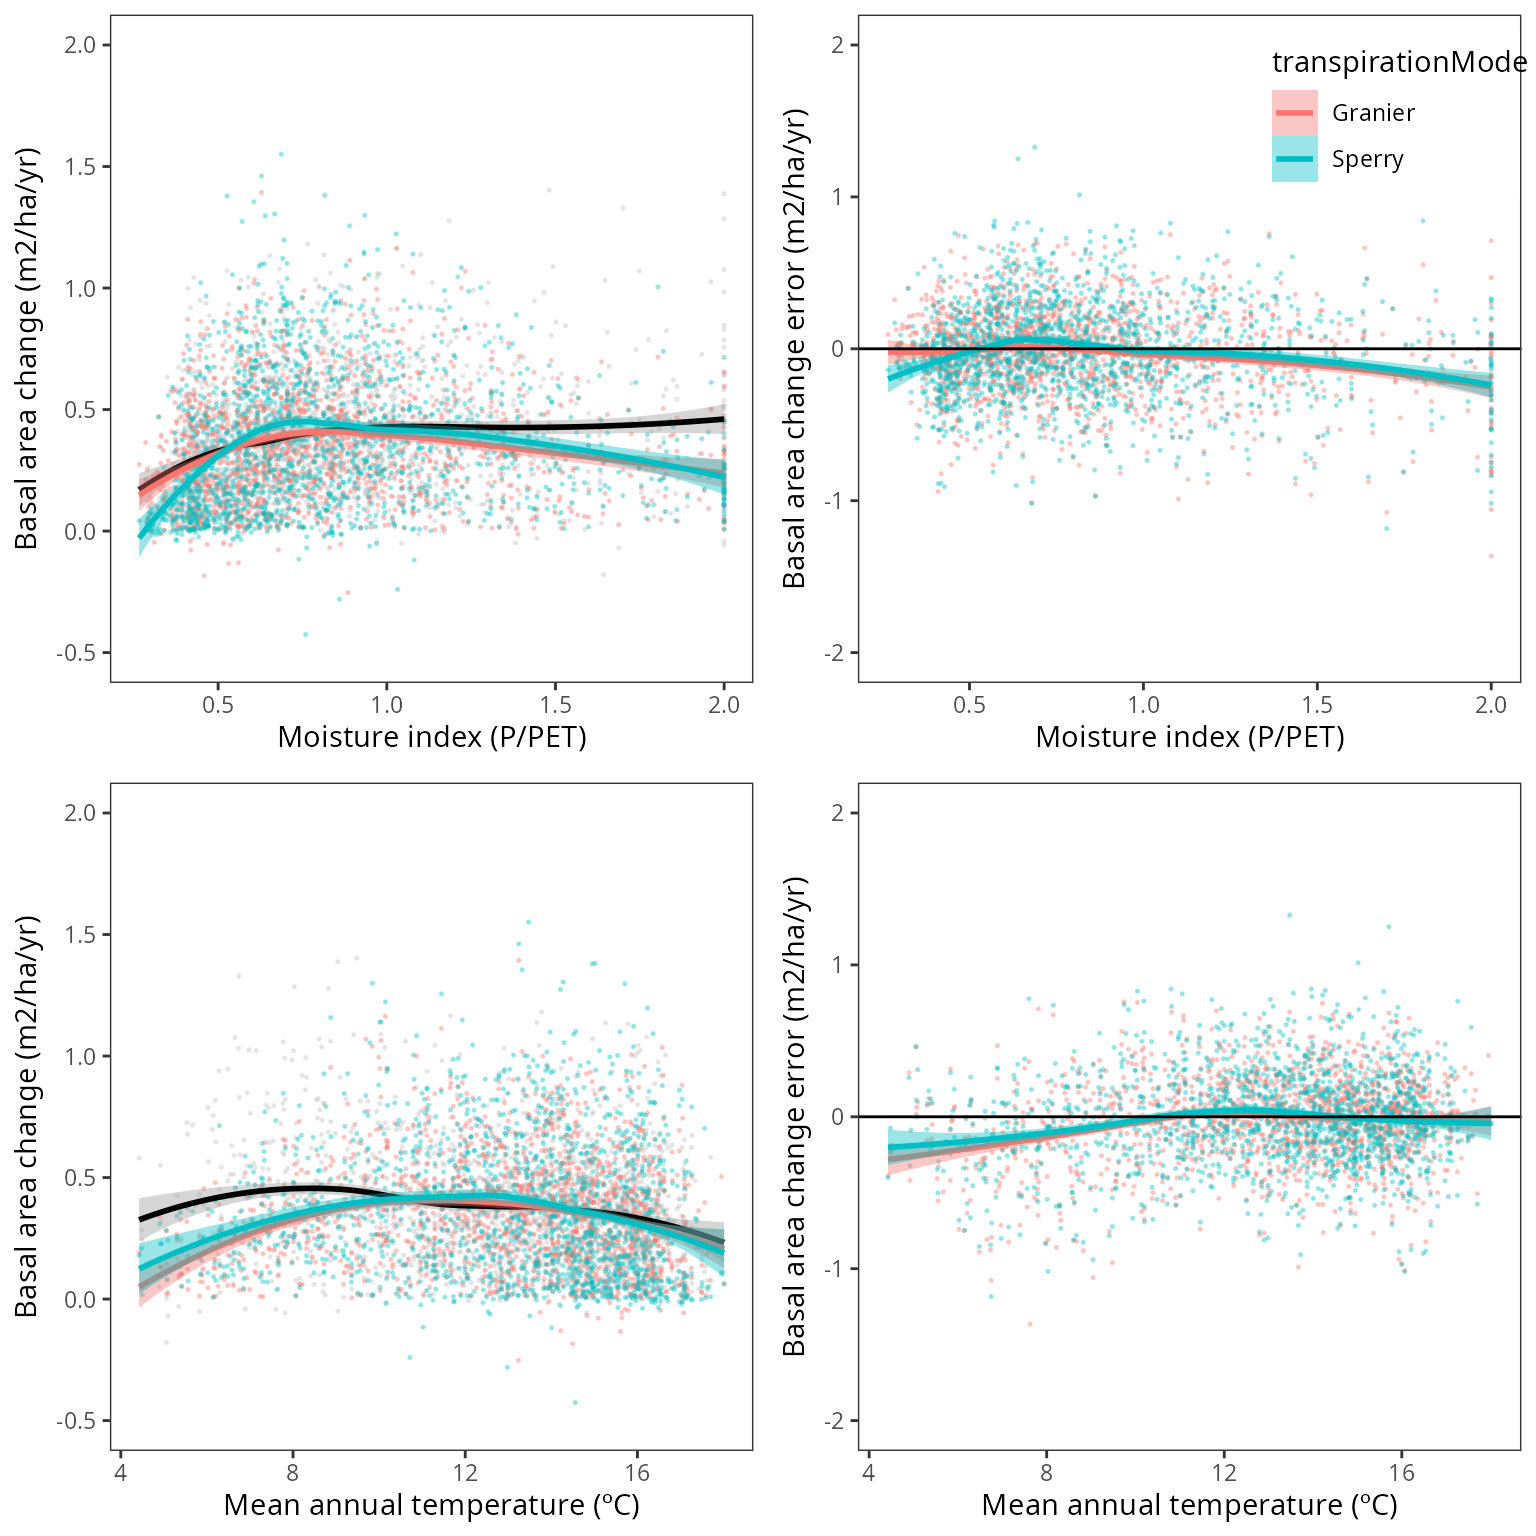 2.0
1.5
1.0
0.5
0.0
-0.5
Basal area change (m2/ha/yr)
0.5 1.0 1.5 2.0
Moisture index (P/PET)
2
1
0
-1
-2
Basal area change error (m2/ha/yr)
transpirationMode
Granier
Sperry
0.5 1.0 1.5 2.0
Moisture index (P/PET)
2.0
1.5
1.0
0.5
0.0
-0.5
Basal area change (m2/ha/yr)
4 8 12 16
Mean annual temperature (ºC)
2
1
0
-1
-2
Basal area change error (m2/ha/yr)
4 8 12 16
Mean annual temperature (ºC)